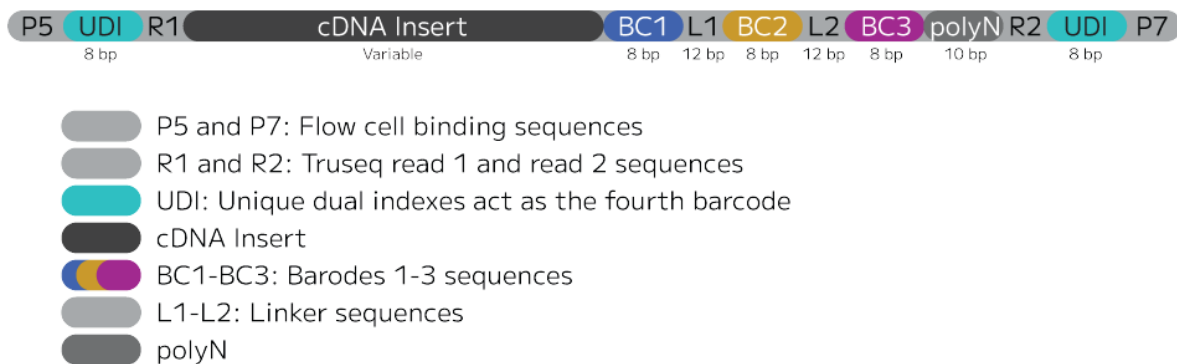 P5 UDI R1 cDNA Insert BC1 L1 BC2 L2 BC3 polyN R2 UDI P7
8 bp Variable 8 bp 12 bp 8 bp 12 bp 8 bp 10 bp 8 bp
P5 and P7: Flow cell binding sequences
R1 and R2: Truseq read 1 and read 2 sequences
UDI: Unique dual indexes act as the fourth barcode
cDNA Insert
BC1-BC3: Barodes 1-3 sequences
L1-L2: Linker sequences
polyN